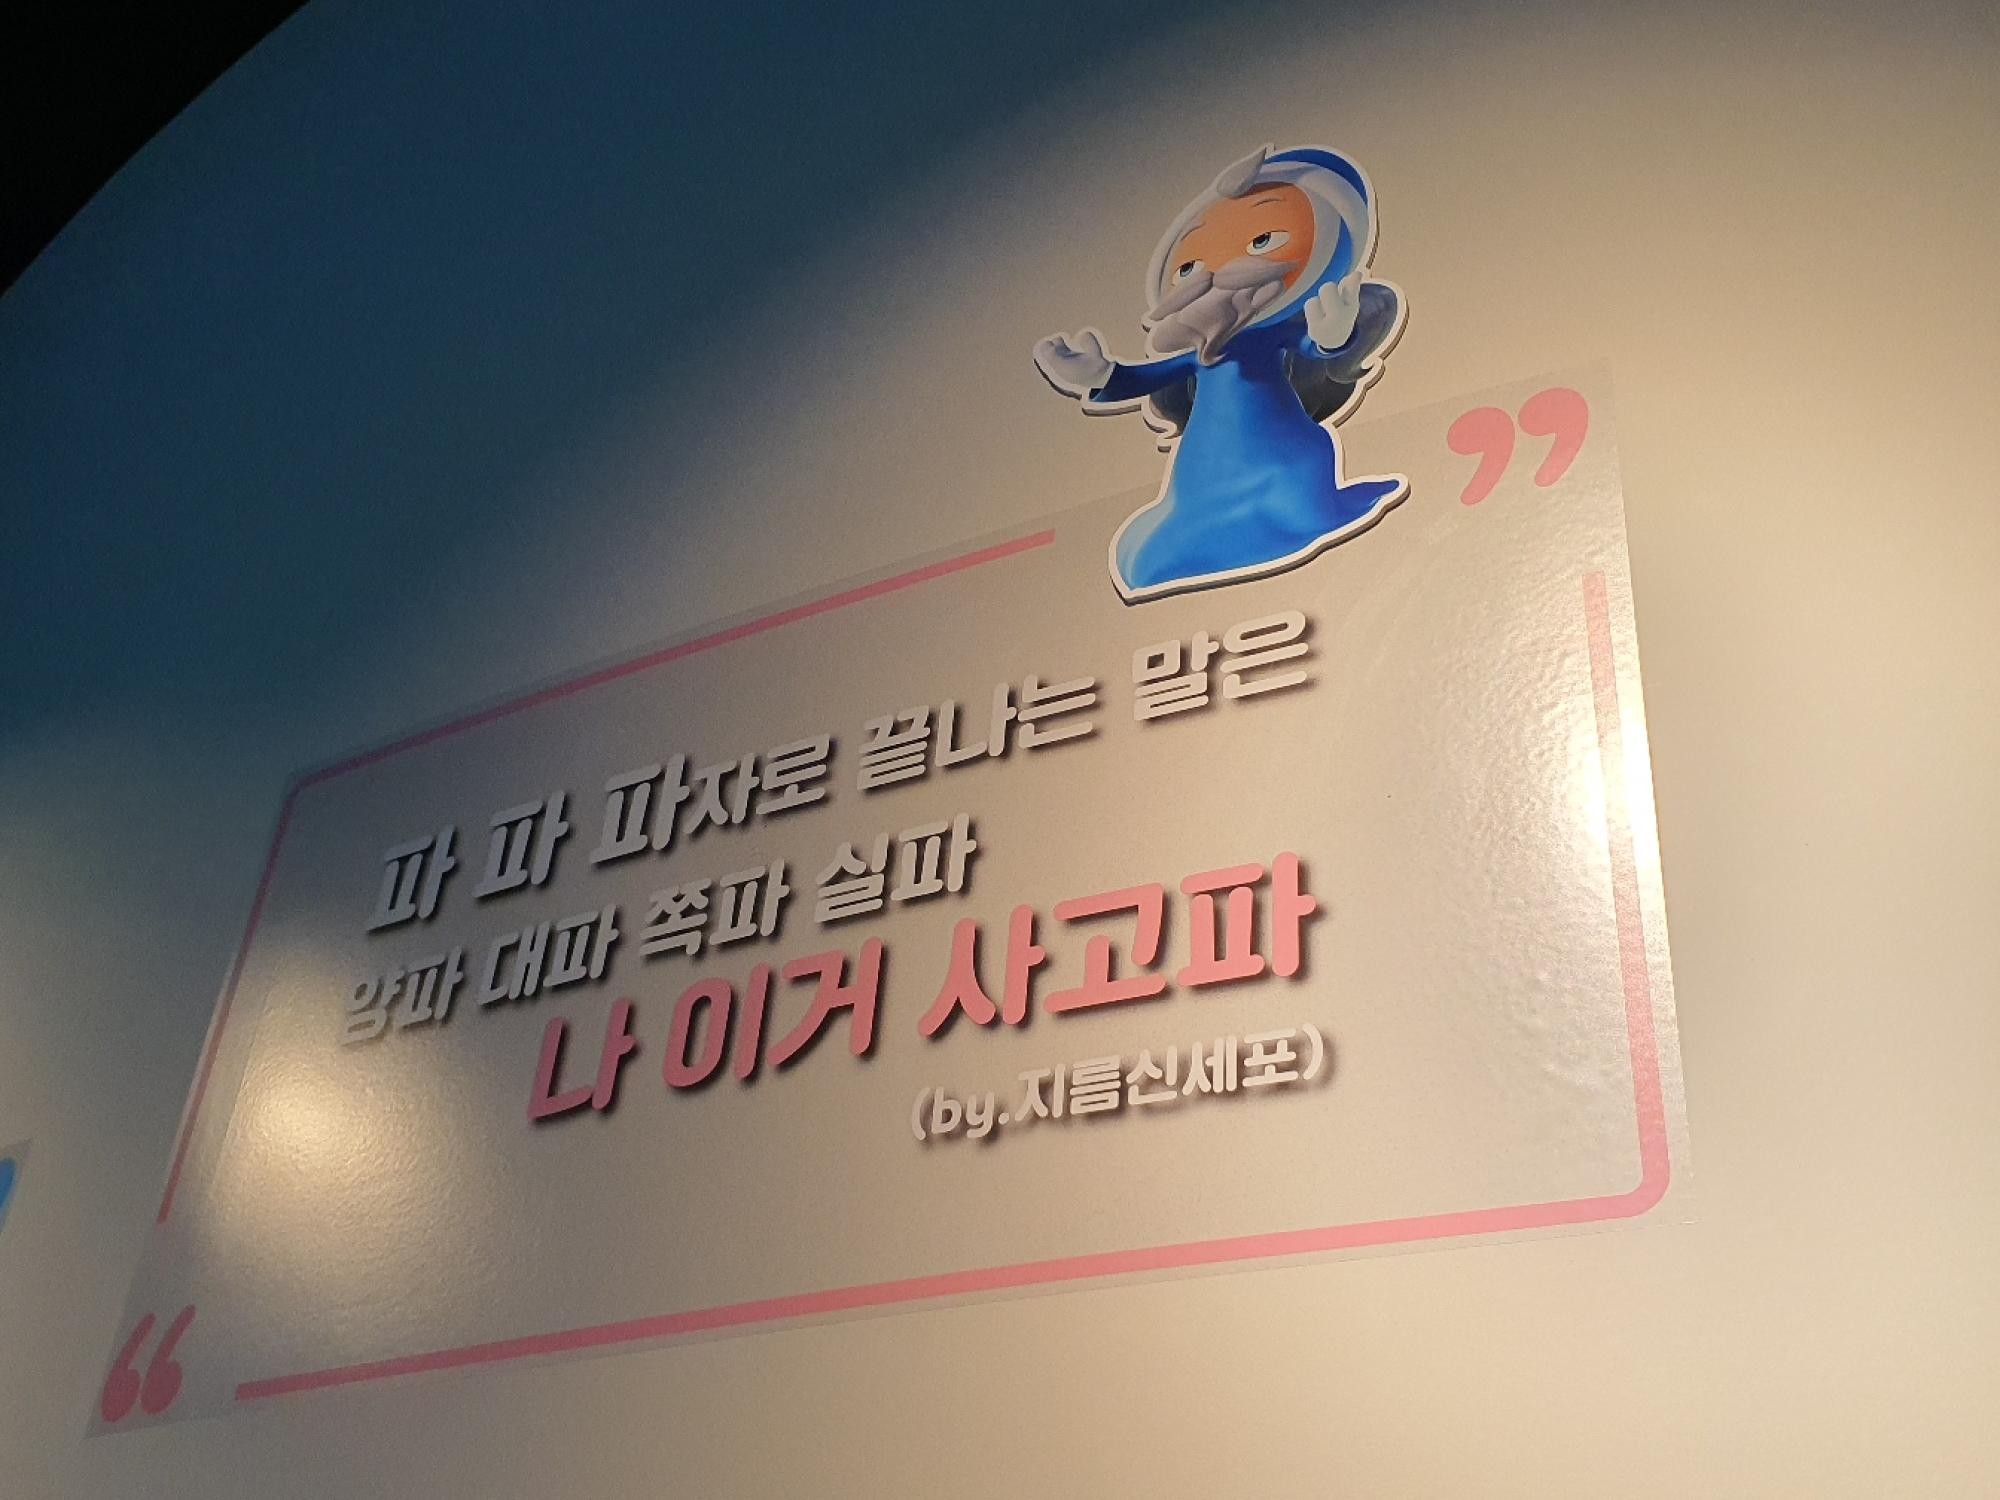 파 파 파자로 끝나는 말은
양파 대파 쪽파 실파
나 이거 사고파
(by.지름신세포)